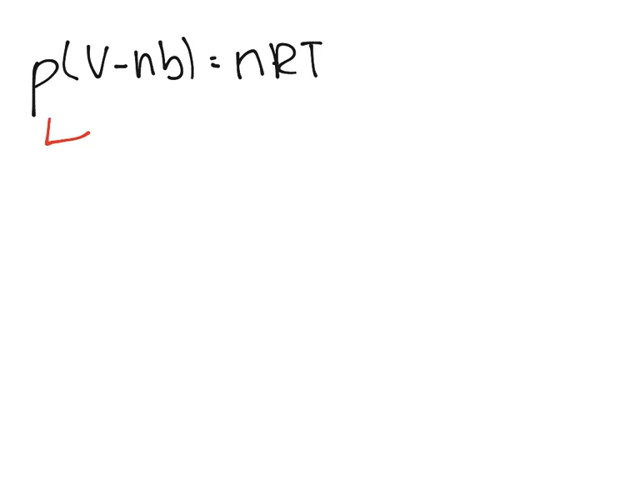 p(V-nb) = nRT